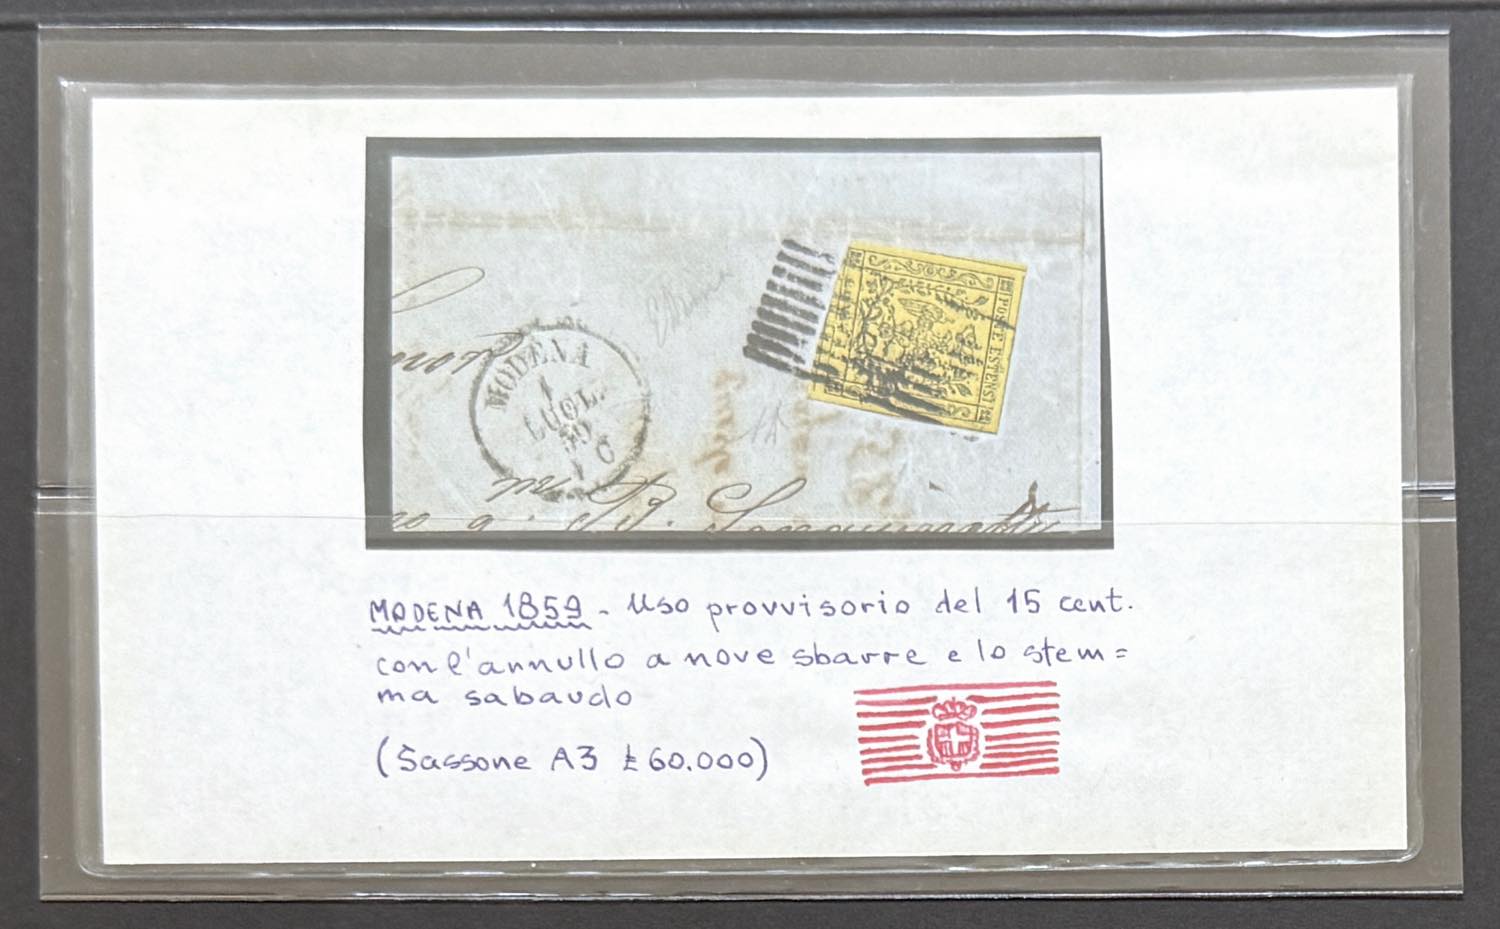 MODENA
1
LUGL.
59
POSTE ESTENSI
MODENA 1859 - Uso provvisorio del 15 cent.
con l'annullo a nove sbarre e lo stem=
ma sabaudo
(Sassone A3 £60.000)